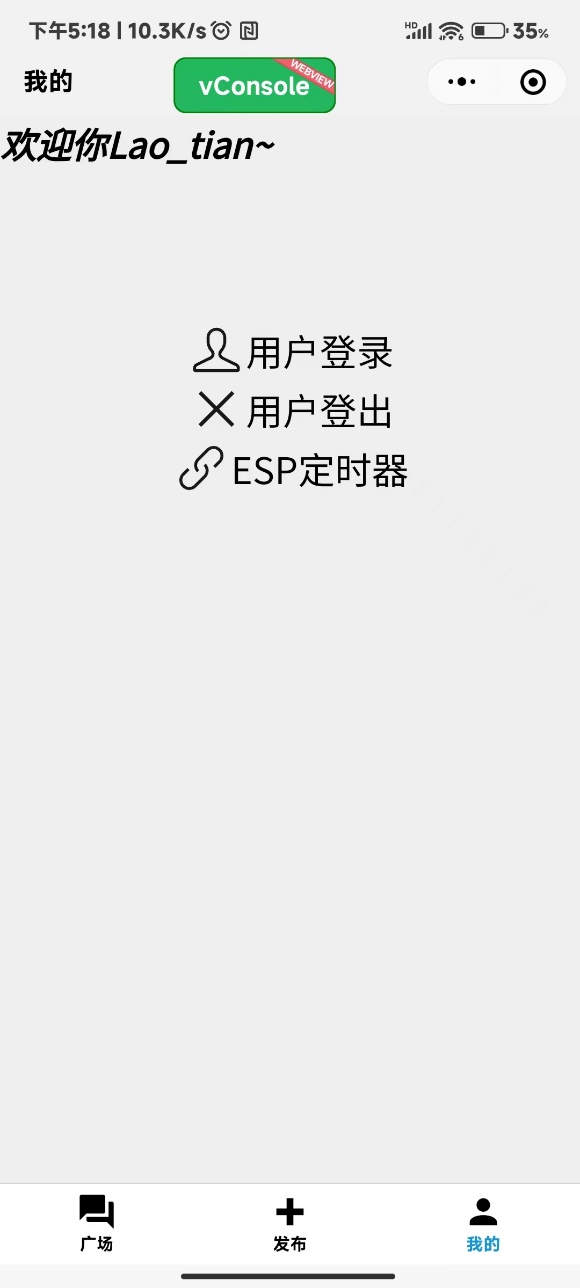 下午5:18 | 10.3K/s HD 6 35%
我的
vConsole WEBVIEW
欢迎你Lao_tian~
用户登录
用户登出
ESP定时器
广场 发布 我的